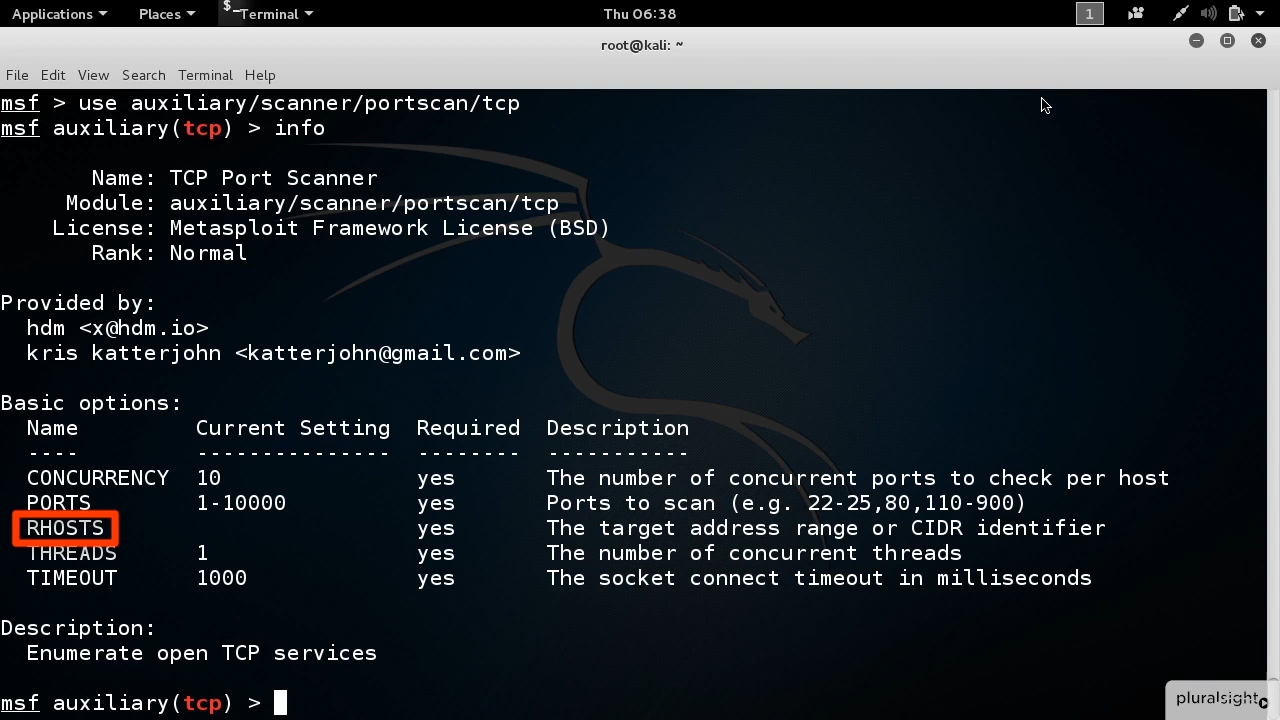 Applications Places $_ Terminal Thu 06:38 1
root@kali: ~
File Edit View Search Terminal Help
msf > use auxiliary/scanner/portscan/tcp
msf auxiliary(tcp) > info
Name: TCP Port Scanner
Module: auxiliary/scanner/portscan/tcp
License: Metasploit Framework License (BSD)
Rank: Normal
Provided by:
hdm <x@hdm.io>
kris katterjohn <katterjohn@gmail.com>
Basic options:
Name Current Setting Required Description
---- --------------- -------- -----------
CONCURRENCY 10 yes The number of concurrent ports to check per host
PORTS 1-10000 yes Ports to scan (e.g. 22-25,80,110-900)
RHOSTS yes The target address range or CIDR identifier
THREADS 1 yes The number of concurrent threads
TIMEOUT 1000 yes The socket connect timeout in milliseconds
Description:
Enumerate open TCP services
msf auxiliary(tcp) >
pluralsight